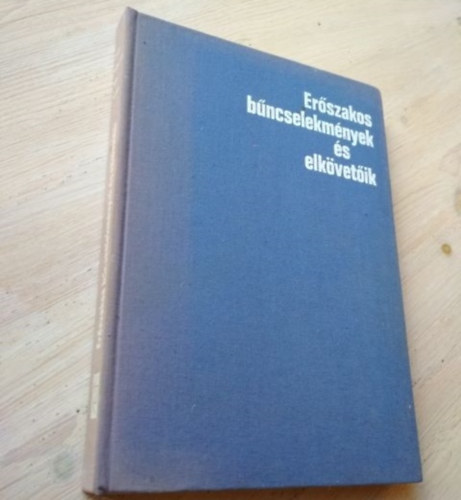 Erőszakos
bűncselekmények
és
elkövetőik